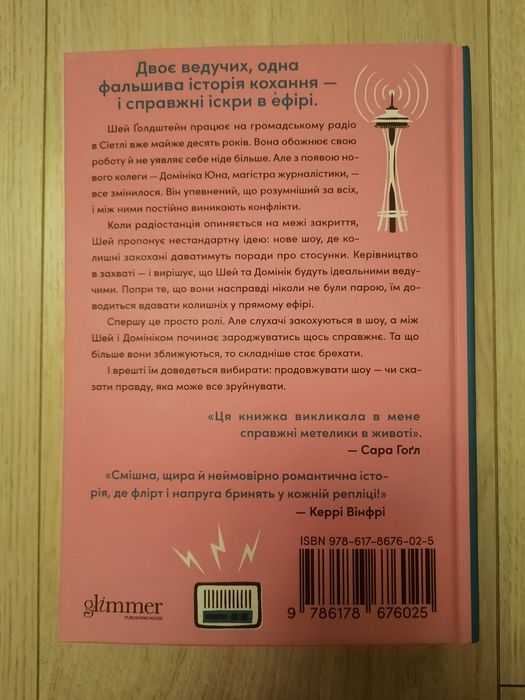 Двоє ведучих, одна
фальшива історія кохання —
і справжні іскри в ефірі.
Шей Ґолдштейн працює на громадському радіо
в Сіетлі вже майже десять років. Вона обожнює свою
роботу й не уявляє себе ніде більше. Але з появою но-
вого колеги — Домініка Юна, магістра журналістики, —
все змінилося. Він упевнений, що розумніший за всіх,
і між ними постійно виникають конфлікти.
Коли радіостанція опиняється на межі закриття,
Шей пропонує нестандартну ідею: нове шоу, де ко-
лишні закохані даватимуть поради про стосунки. Керівництво
в захваті — і вирішує, що Шей та Домінік будуть ідеальними веду-
чими. Попри те, що вони насправді ніколи не були парою, їм до-
водиться вдавати колишніх у прямому ефірі.
Спершу це просто ролі. Але слухачі закохуються в шоу, а між
Шей і Домініком починає зароджуватись щось справжнє. Та що
більше вони зближуються, то складніше стає брехати.
І врешті їм доведеться вибирати: продовжувати шоу — чи ска-
зати правду, яка може все зруйнувати.
«Ця книжка викликала в мене
справжні метелики в животі».
— Сара Гоґл
«Смішна, щира й неймовірно романтична істо-
рія, де флірт і напруга бринять у кожній репліці!»
— Керрі Вінфрі
ISBN 978-617-8676-02-5
9 786178 676025
glimmer
PUBLISHING HOUSE